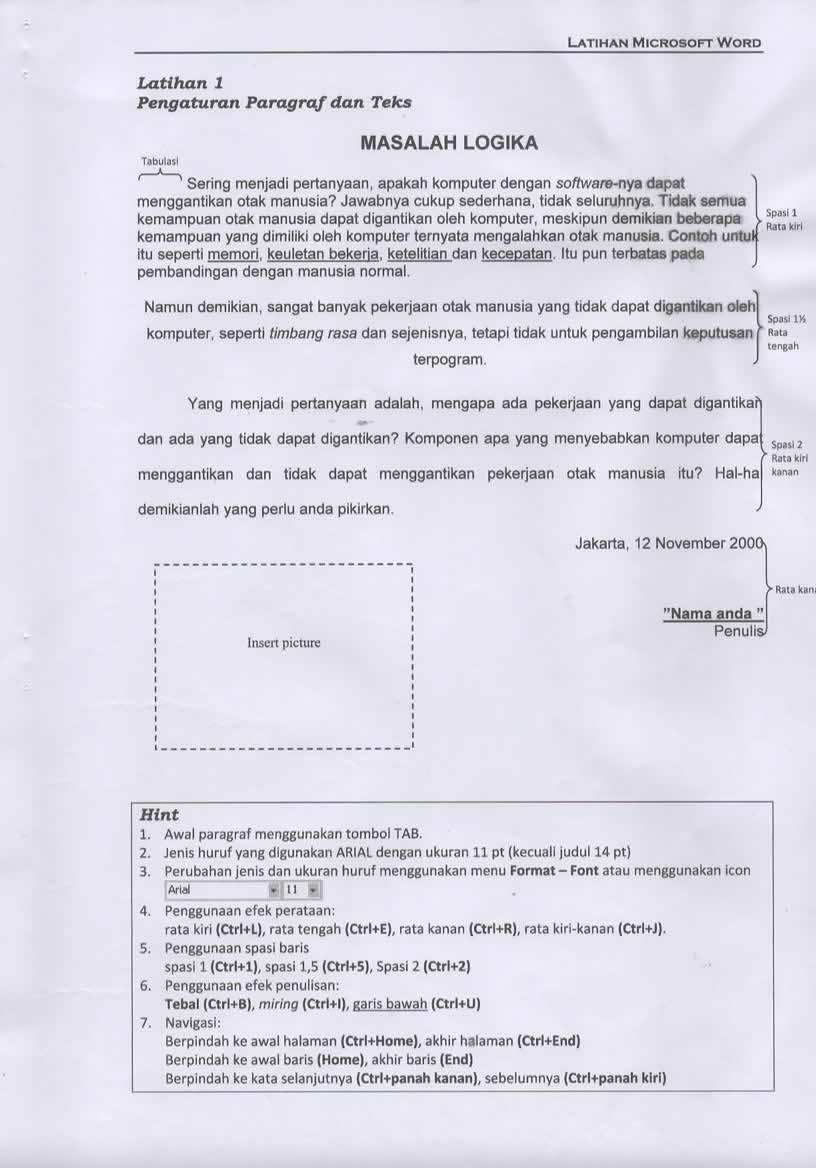 LATIHAN MICROSOFT WORD
Latihan 1
Pengaturan Paragraf dan Teks
MASALAH LOGIKA
Tabulasi
Sering menjadi pertanyaan, apakah komputer dengan software-nya dapat
menggantikan otak manusia? Jawabnya cukup sederhana, tidak seluruhnya. Tidak semua
kemampuan otak manusia dapat digantikan oleh komputer, meskipun demikian beberapa
kemampuan yang dimiliki oleh komputer ternyata mengalahkan otak manusia. Contoh untuk
itu seperti memori, keuletan bekerja, ketelitian dan kecepatan. Itu pun terbatas pada
pembandingan dengan manusia normal.
Spasi 1
Rata kiri
Namun demikian, sangat banyak pekerjaan otak manusia yang tidak dapat digantikan oleh
komputer, seperti timbang rasa dan sejenisnya, tetapi tidak untuk pengambilan keputusan
terpogram.
Spasi 1½
Rata
tengah
Yang menjadi pertanyaan adalah, mengapa ada pekerjaan yang dapat digantikan
dan ada yang tidak dapat digantikan? Komponen apa yang menyebabkan komputer dapat
menggantikan dan tidak dapat menggantikan pekerjaan otak manusia itu? Hal-ha
demikianlah yang perlu anda pikirkan.
Spasi 2
Rata kiri
kanan
Jakarta, 12 November 2000
Rata kana
"Nama anda "
Penulis
Insert picture
Hint
1. Awal paragraf menggunakan tombol TAB.
2. Jenis huruf yang digunakan ARIAL dengan ukuran 11 pt (kecuali judul 14 pt)
3. Perubahan jenis dan ukuran huruf menggunakan menu Format – Font atau menggunakan icon
Arial 11
4. Penggunaan efek perataan:
rata kiri (Ctrl+L), rata tengah (Ctrl+E), rata kanan (Ctrl+R), rata kiri-kanan (Ctrl+J).
5. Penggunaan spasi baris
spasi 1 (Ctrl+1), spasi 1,5 (Ctrl+5), Spasi 2 (Ctrl+2)
6. Penggunaan efek penulisan:
Tebal (Ctrl+B), miring (Ctrl+I), garis bawah (Ctrl+U)
7. Navigasi:
Berpindah ke awal halaman (Ctrl+Home), akhir halaman (Ctrl+End)
Berpindah ke awal baris (Home), akhir baris (End)
Berpindah ke kata selanjutnya (Ctrl+panah kanan), sebelumnya (Ctrl+panah kiri)